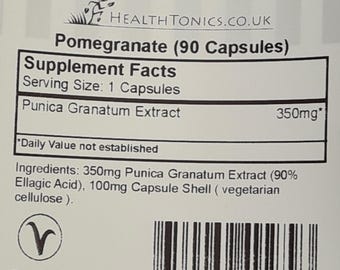 HEALTHTONICS.CO.UK
Pomegranate (90 Capsules)
Supplement Facts
Serving Size: 1 Capsules
Punica Granatum Extract 350mg*
*Daily Value not established
Ingredients: 350mg Punica Granatum Extract (90%
Ellagic Acid), 100mg Capsule Shell ( vegetarian
cellulose ).